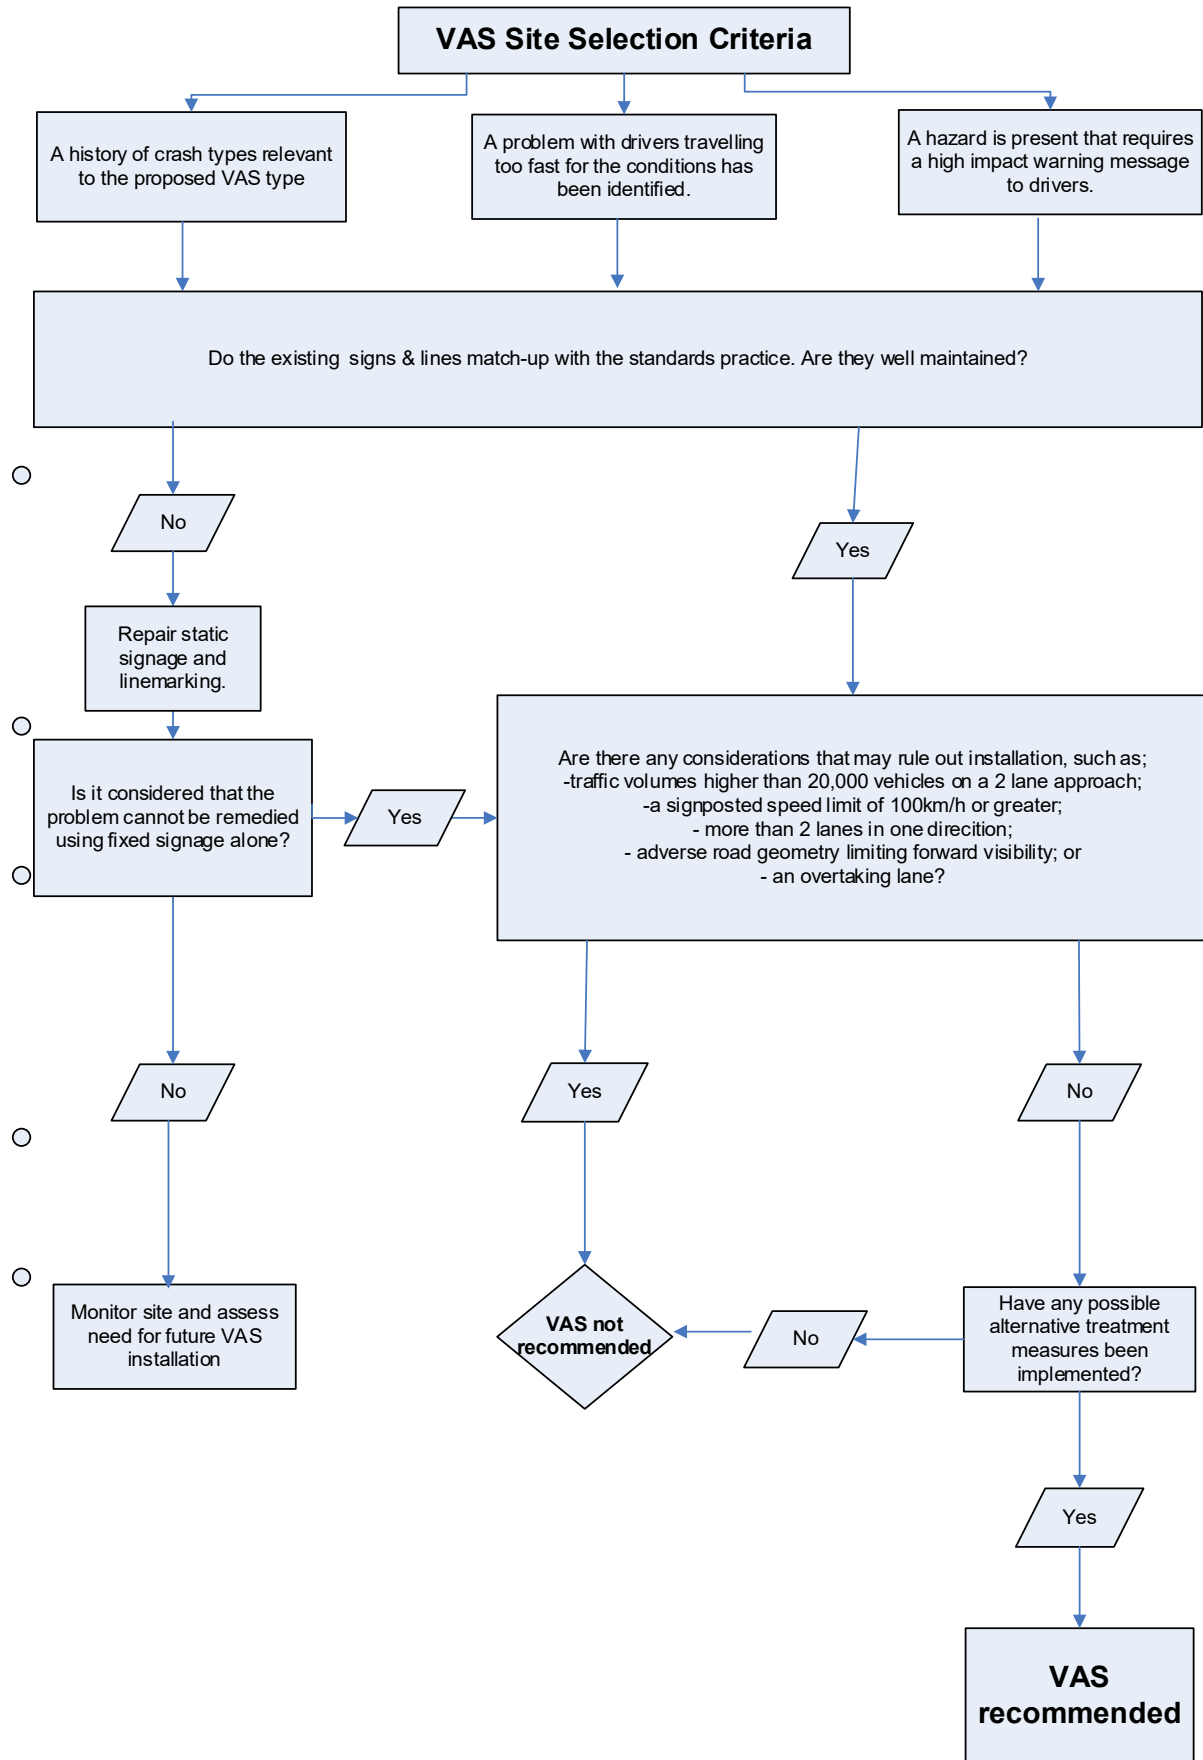 VAS Site Selection Criteria
A history of crash types relevant
to the proposed VAS type
A problem with drivers travelling
too fast for the conditions has
been identified.
A hazard is present that requires
a high impact warning message
to drivers.
Do the existing signs & lines match-up with the standards practice. Are they well maintained?
No
Yes
Repair static
signage and
linemarking.
Is it considered that the
problem cannot be remedied
using fixed signage alone?
Yes
Are there any considerations that may rule out installation, such as;
-traffic volumes higher than 20,000 vehicles on a 2 lane approach;
-a signposted speed limit of 100km/h or greater;
- more than 2 lanes in one direction;
- adverse road geometry limiting forward visibility; or
- an overtaking lane?
No
Yes
No
Monitor site and assess
need for future VAS
installation
VAS not
recommended
No
Have any possible
alternative treatment
measures been
implemented?
Yes
VAS
recommended